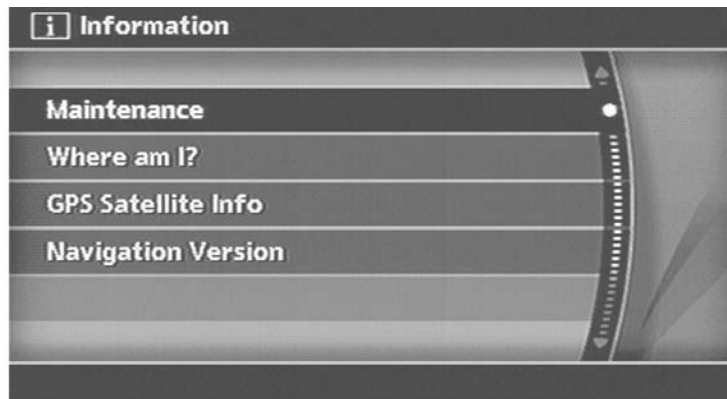 i Information
Maintenance
Where am I?
GPS Satellite Info
Navigation Version